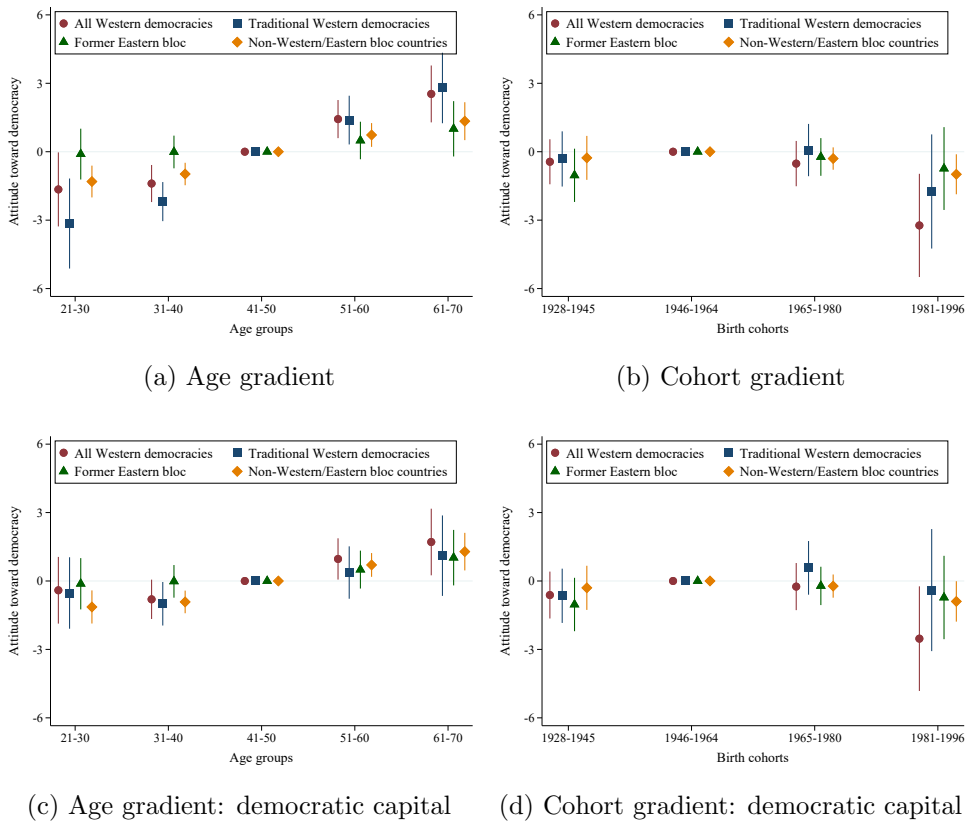 All Western democracies Traditional Western democracies
Former Eastern bloc Non-Western/Eastern bloc countries
Attitude toward democracy
6
3
0
-3
-6
21-30 31-40 41-50 51-60 61-70
Age groups
(a) Age gradient
All Western democracies Traditional Western democracies
Former Eastern bloc Non-Western/Eastern bloc countries
Attitude toward democracy
6
3
0
-3
-6
1928-1945 1946-1964 1965-1980 1981-1996
Birth cohorts
(b) Cohort gradient
All Western democracies Traditional Western democracies
Former Eastern bloc Non-Western/Eastern bloc countries
Attitude toward democracy
6
3
0
-3
-6
21-30 31-40 41-50 51-60 61-70
Age groups
(c) Age gradient: democratic capital
All Western democracies Traditional Western democracies
Former Eastern bloc Non-Western/Eastern bloc countries
Attitude toward democracy
6
3
0
-3
-6
1928-1945 1946-1964 1965-1980 1981-1996
Birth cohorts
(d) Cohort gradient: democratic capital